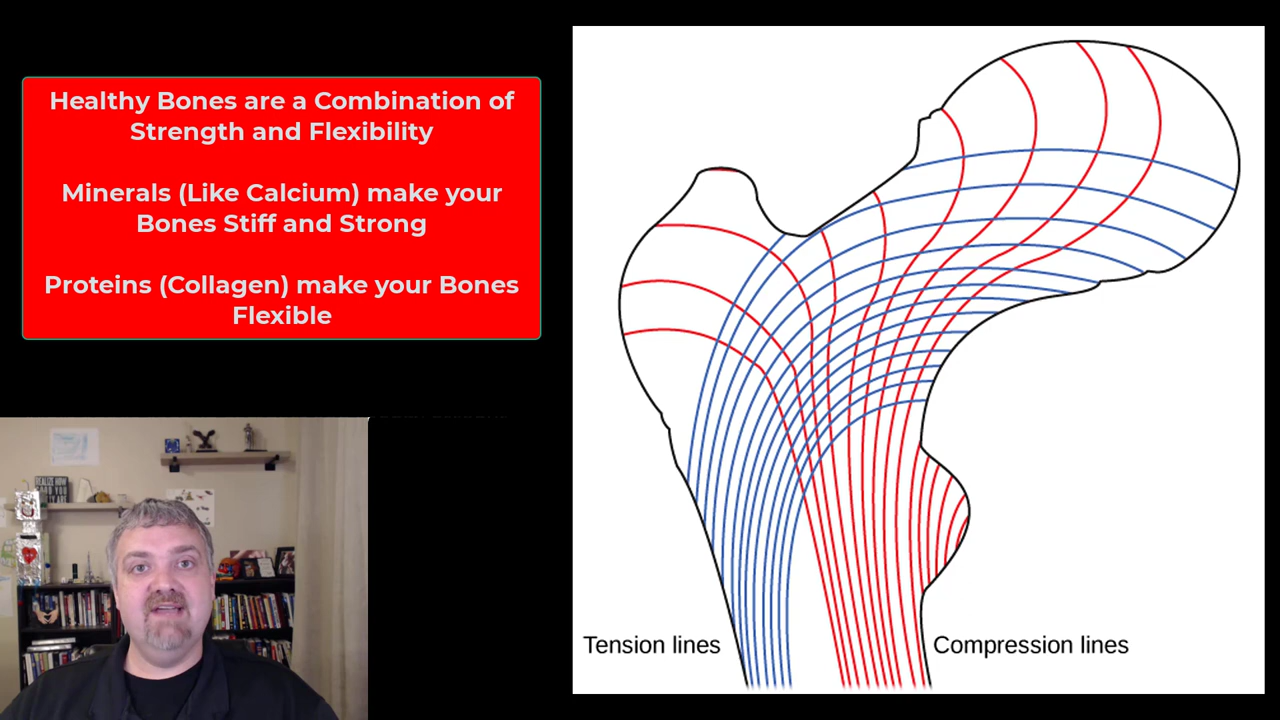 Healthy Bones are a Combination of
Strength and Flexibility
Minerals (Like Calcium) make your
Bones Stiff and Strong
Proteins (Collagen) make your Bones
Flexible
Tension lines
Compression lines